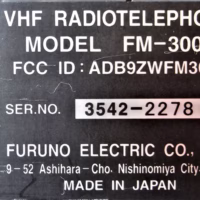 VHF RADIOTELEPHO
MODEL FM-300
FCC ID : ADB9ZWFM30
SER.NO. 3542-2278
FURUNO ELECTRIC CO.,
9-52 Ashihara-Cho, Nishinomiya City
MADE IN JAPAN